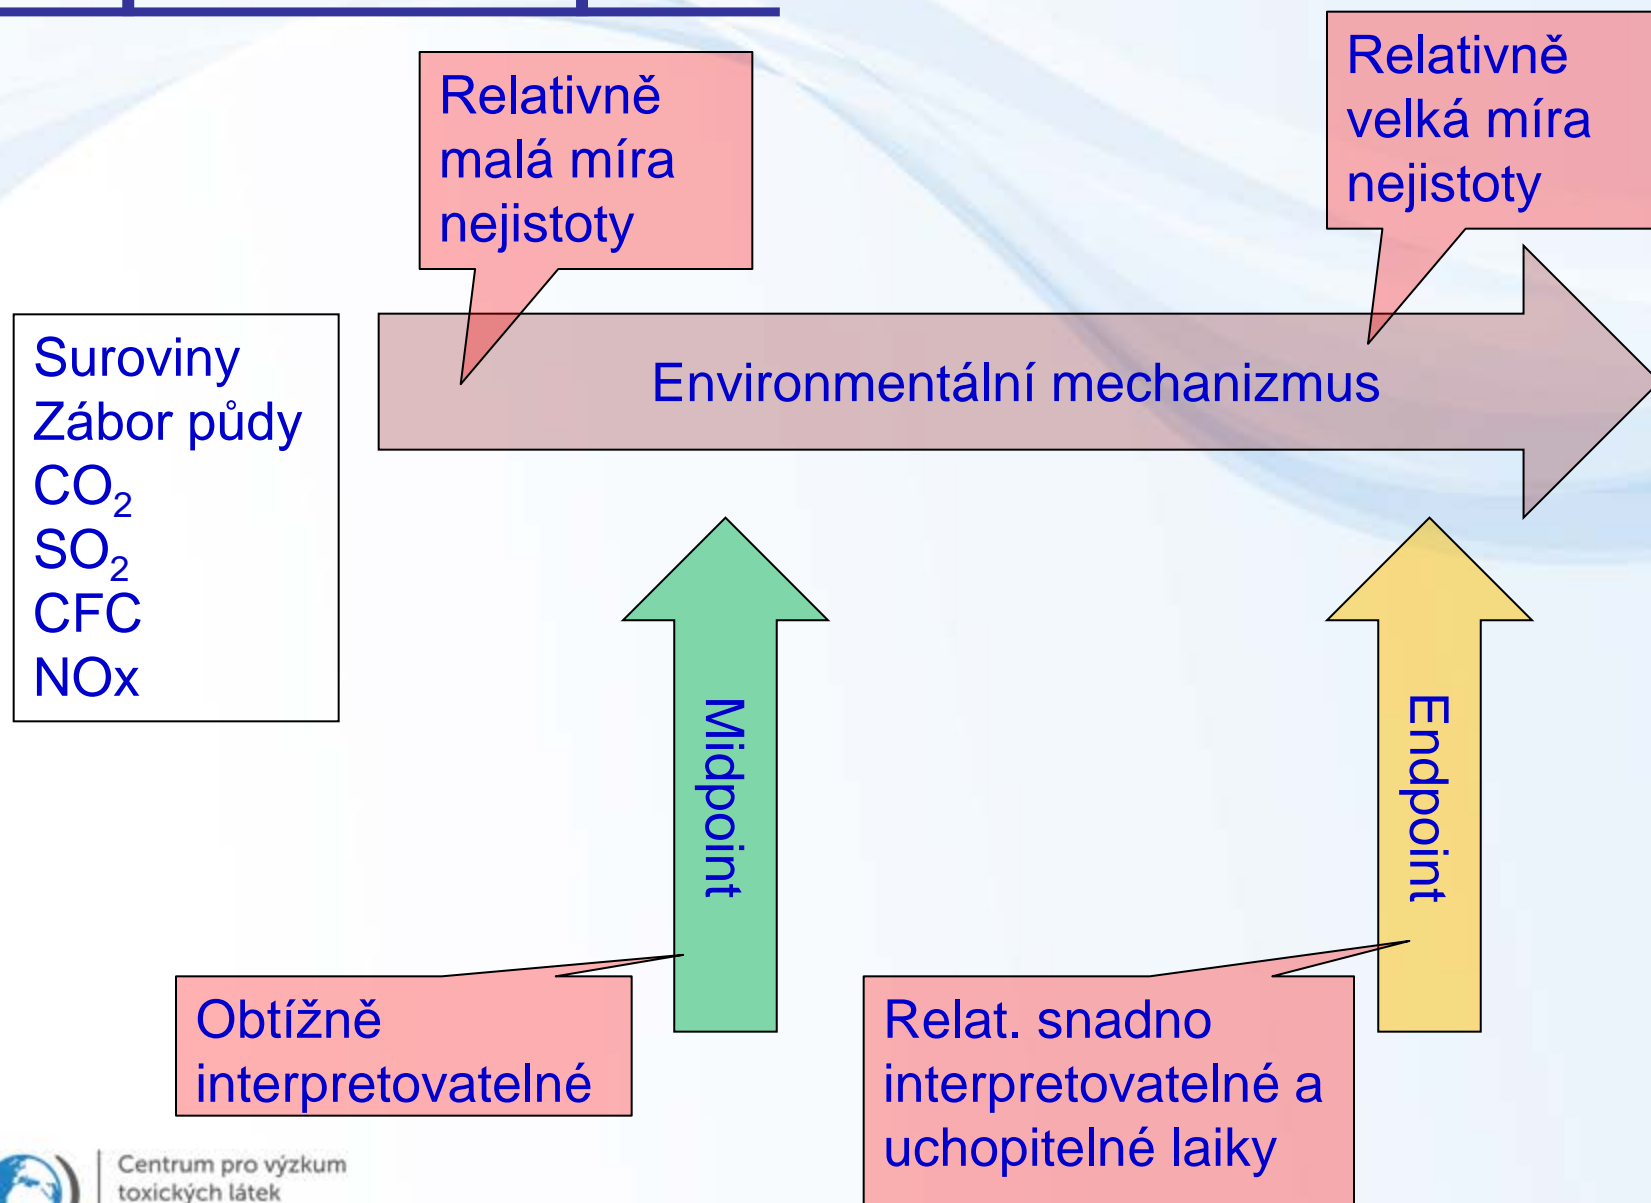 Relativně
malá míra
nejistoty
Relativně
velká míra
nejistoty
Suroviny
Zábor půdy
CO₂
SO₂
CFC
NOx
Environmentální mechanizmus
Midpoint
Endpoint
Obtížně
interpretovatelné
Relat. snadno
interpretovatelné a
uchopitelné laiky
Centrum pro výzkum
toxických látek